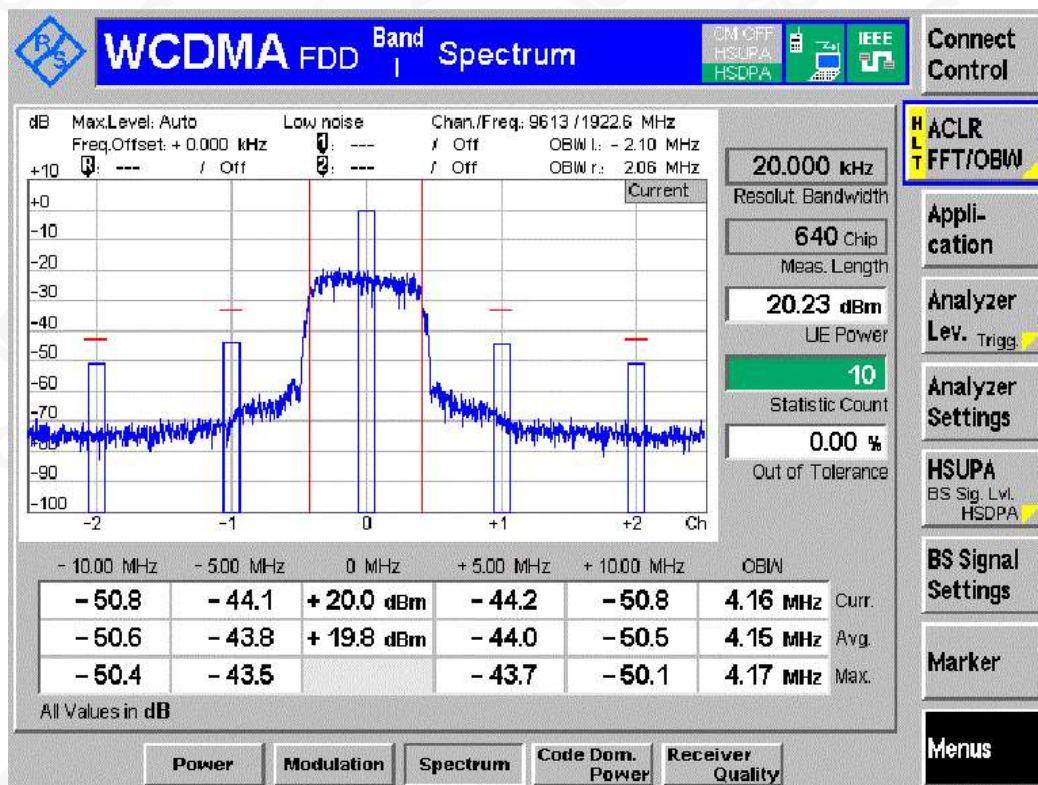 R/S
WCDMA FDD Band I Spectrum
CM OFF
HSUPA
HSDPA
IEEE
Connect Control
dB Max.Level: Auto Low noise Chan./Freq.: 9613 / 1922.6 MHz
Freq.Offset: + 0.000 kHz 1: --- / Off OBW l.: - 2.10 MHz
R: --- / Off 2: --- / Off OBW r.: 2.06 MHz
Current
+10
+0
-10
-20
-30
-40
-50
-60
-70
-80
-90
-100
-2 -1 0 +1 +2 Ch
20.000 kHz
Resolut. Bandwidth
640 Chip
Meas. Length
20.23 dBm
UE Power
10
Statistic Count
0.00 %
Out of Tolerance
HLT
ACLR
FFT/OBW
Appli-
cation
Analyzer
Lev. Trigg.
Analyzer
Settings
HSUPA
BS Sig. Lvl.
HSDPA
BS Signal
Settings
Marker
Menus
- 10.00 MHz - 5.00 MHz 0 MHz + 5.00 MHz + 10.00 MHz OBW
- 50.8 - 44.1 + 20.0 dBm - 44.2 - 50.8 4.16 MHz Curr.
- 50.6 - 43.8 + 19.8 dBm - 44.0 - 50.5 4.15 MHz Avg.
- 50.4 - 43.5 - 43.7 - 50.1 4.17 MHz Max.
All Values in dB
Power
Modulation
Spectrum
Code Dom.
Power
Receiver
Quality